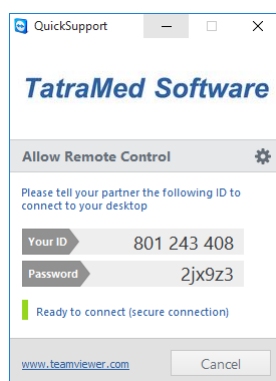 QuickSupport
TatraMed Software
Allow Remote Control
Please tell your partner the following ID to
connect to your desktop
Your ID 801 243 408
Password 2jx9z3
Ready to connect (secure connection)
www.teamviewer.com Cancel